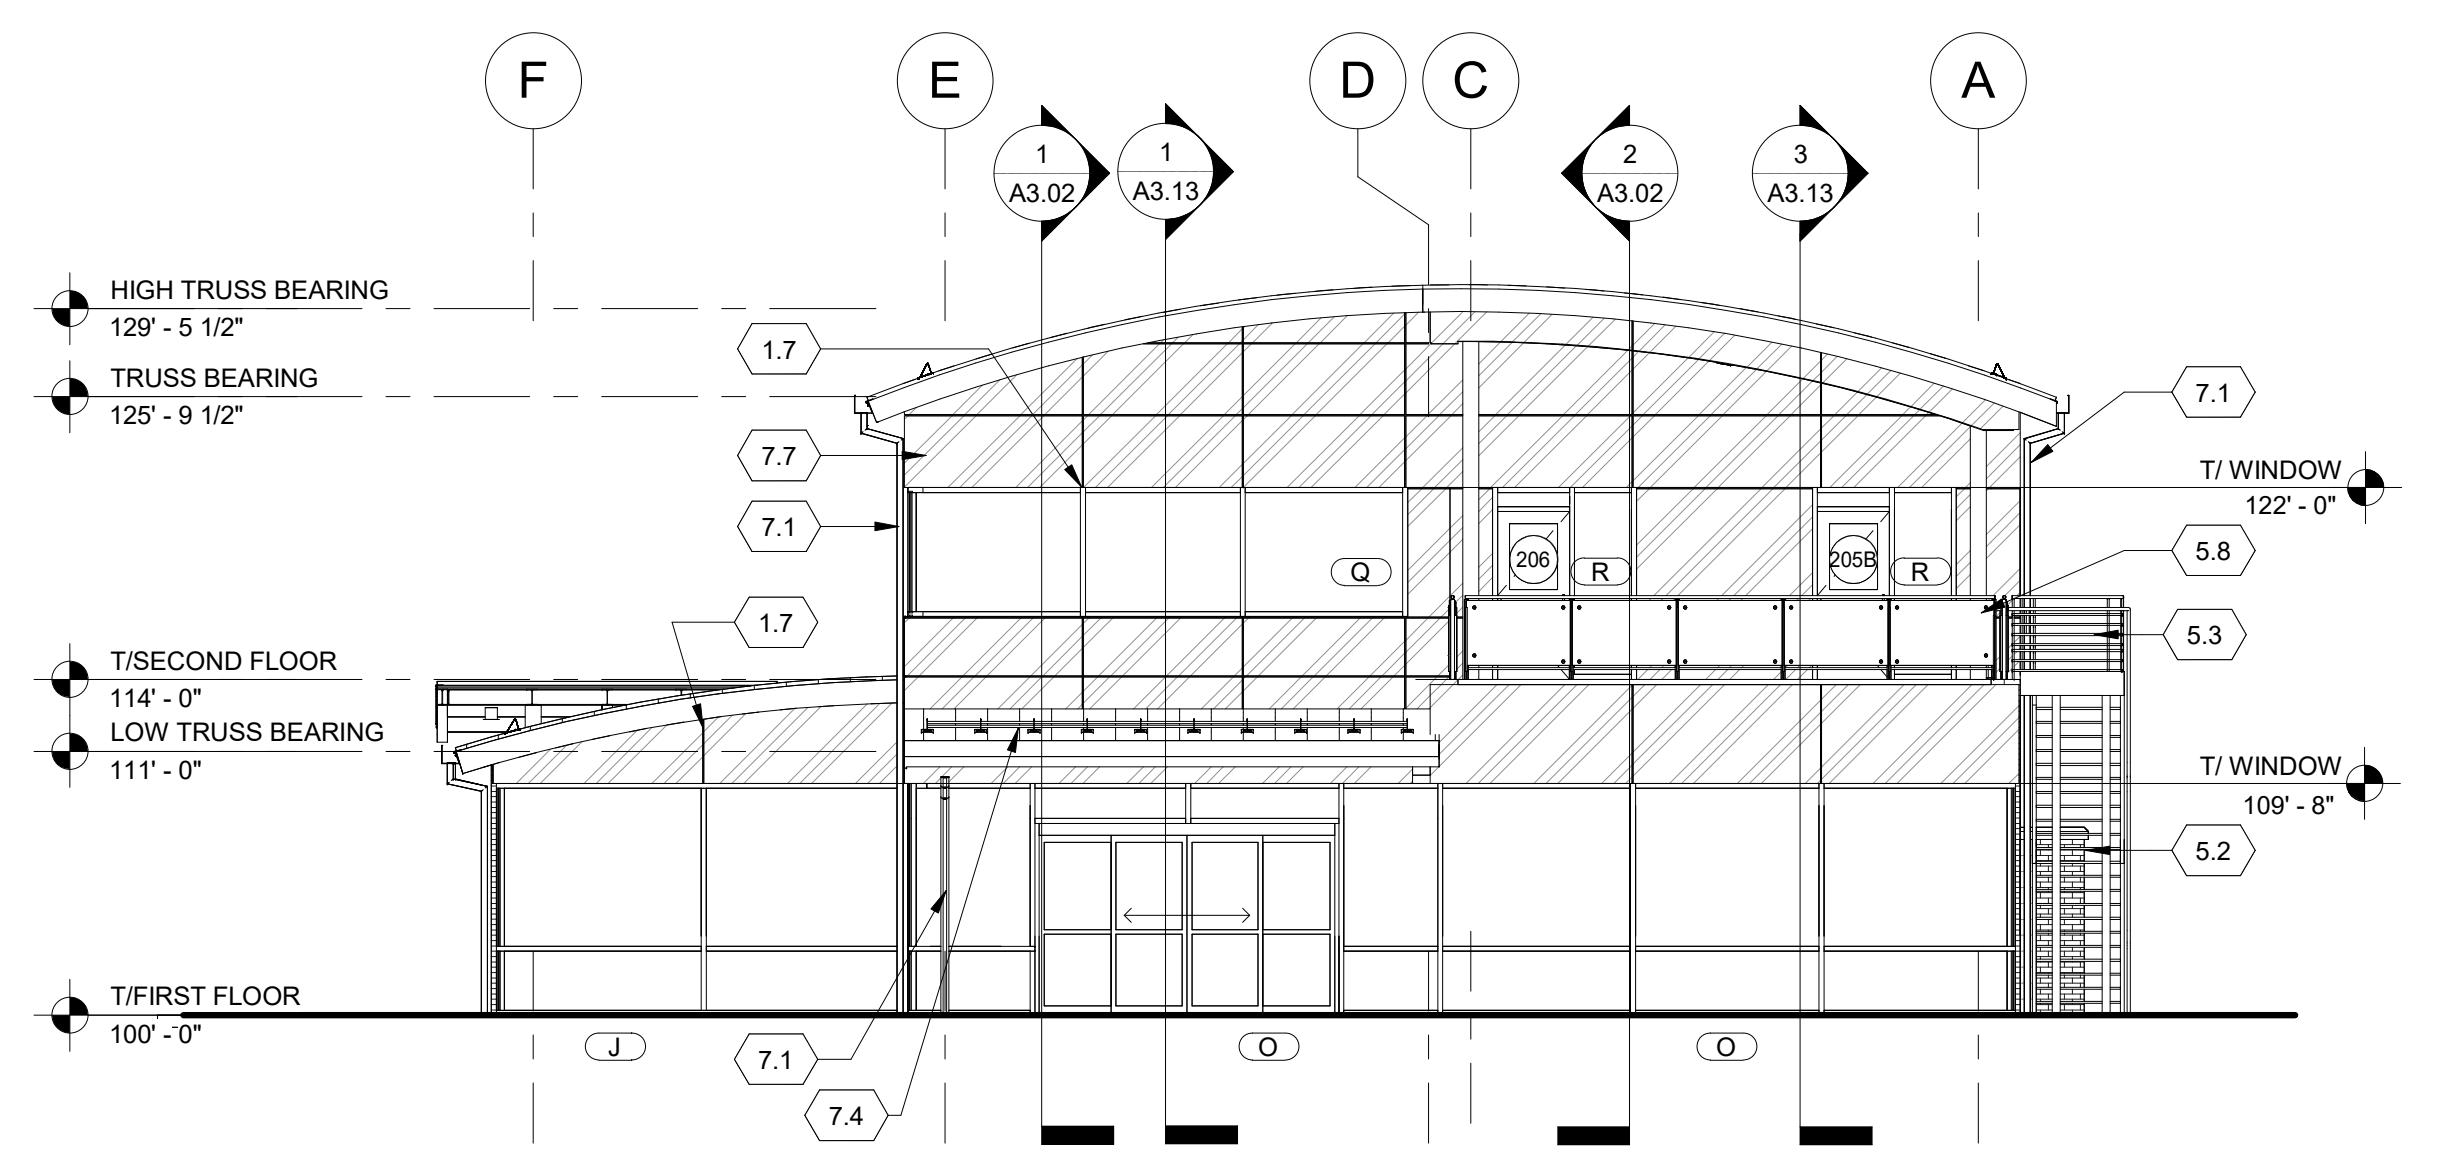 F
E
D
C
A
1
A3.02
1
A3.13
2
A3.02
3
A3.13
HIGH TRUSS BEARING
129' - 5 1/2"
1.7
TRUSS BEARING
125' - 9 1/2"
7.1
7.7
T/ WINDOW
122' - 0"
7.1
5.8
206
205B
Q
R
R
1.7
5.3
T/SECOND FLOOR
114' - 0"
LOW TRUSS BEARING
111' - 0"
T/ WINDOW
109' - 8"
5.2
T/FIRST FLOOR
100' - 0"
J
O
O
7.1
7.4